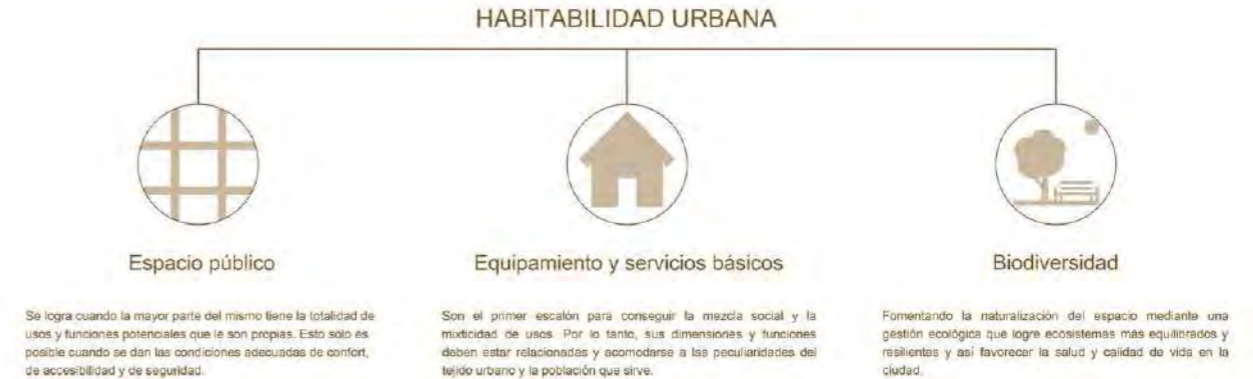 HABITABILIDAD URBANA
Espacio público
Se logra cuando la mayor parte del mismo tiene la totalidad de
usos y funciones potenciales que le son propias. Esto sólo es
posible cuando se dan las condiciones adecuadas de confort,
de accesibilidad y de seguridad.
Equipamiento y servicios básicos
Son el primer escalón para conseguir la mezcla social y la
mixticidad de usos. Por lo tanto, sus dimensiones y funciones
deben estar relacionadas y acomodarse a las peculiaridades del
tejido urbano y la población que sirve.
Biodiversidad
Fomentando la naturalización del espacio mediante una
gestión ecológica que logre ecosistemas más equilibrados y
resilientes y así favorecer la salud y calidad de vida en la
ciudad.